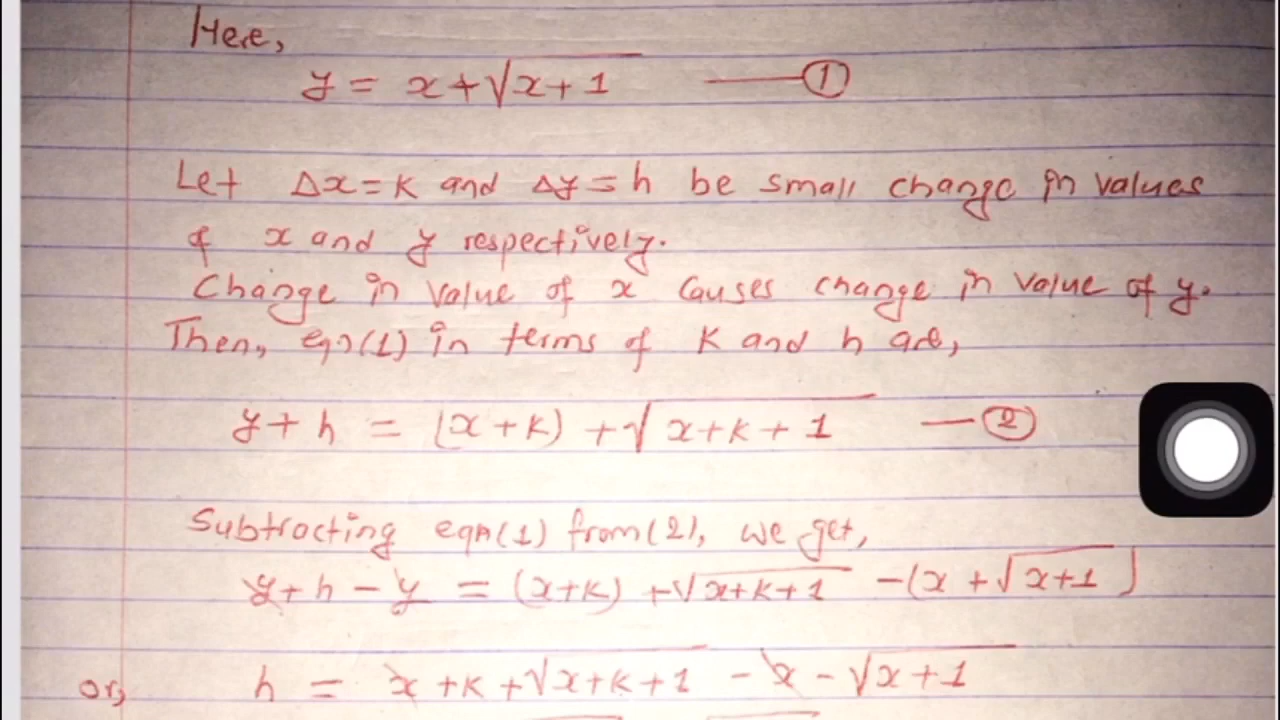 Here,
y = x + √x + 1 —— ①
Let Δx = k and Δy = h be small change in values
of x and y respectively.
Change in value of x causes change in value of y.
Then, eqn(1) in terms of k and h are,
y + h = (x + k) + √x + k + 1 — ②
Subtracting eqn(1) from (2), we get,
y + h - y = (x + k) + √x + k + 1 - (x + √x + 1)
or, h = x + k + √x + k + 1 - x - √x + 1